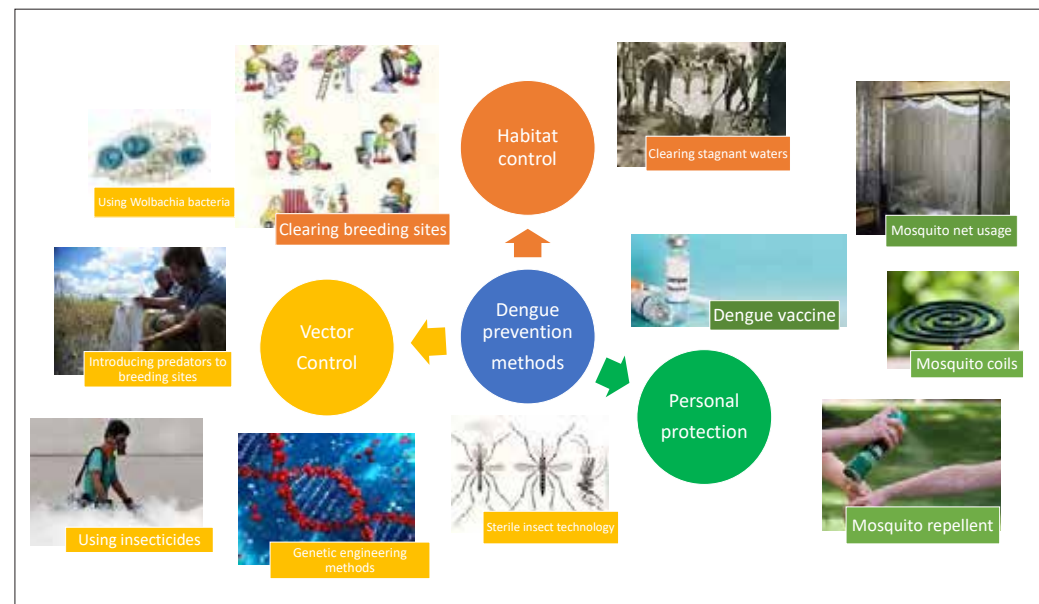 Habitat
control
Clearing stagnant waters
Using Wolbachia bacteria
Clearing breeding sites
Mosquito net usage
Dengue
prevention
methods
Dengue vaccine
Vector
Control
Introducing predators to
breeding sites
Mosquito coils
Personal
protection
Using insecticides
Genetic engineering
methods
Sterile insect technology
Mosquito repellent